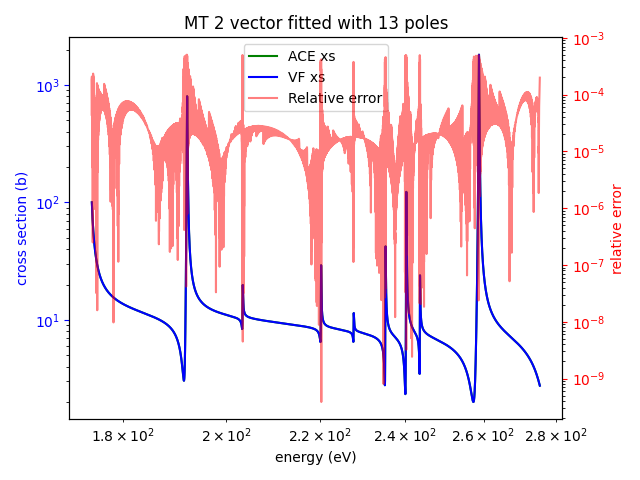 MT 2 vector fitted with 13 poles
ACE xs
VF xs
Relative error
cross section (b)
10³
10²
10¹
relative error
10⁻³
10⁻⁴
10⁻⁵
10⁻⁶
10⁻⁷
10⁻⁸
10⁻⁹
1.8 × 10² 2 × 10² 2.2 × 10² 2.4 × 10² 2.6 × 10² 2.8 × 10²
energy (eV)